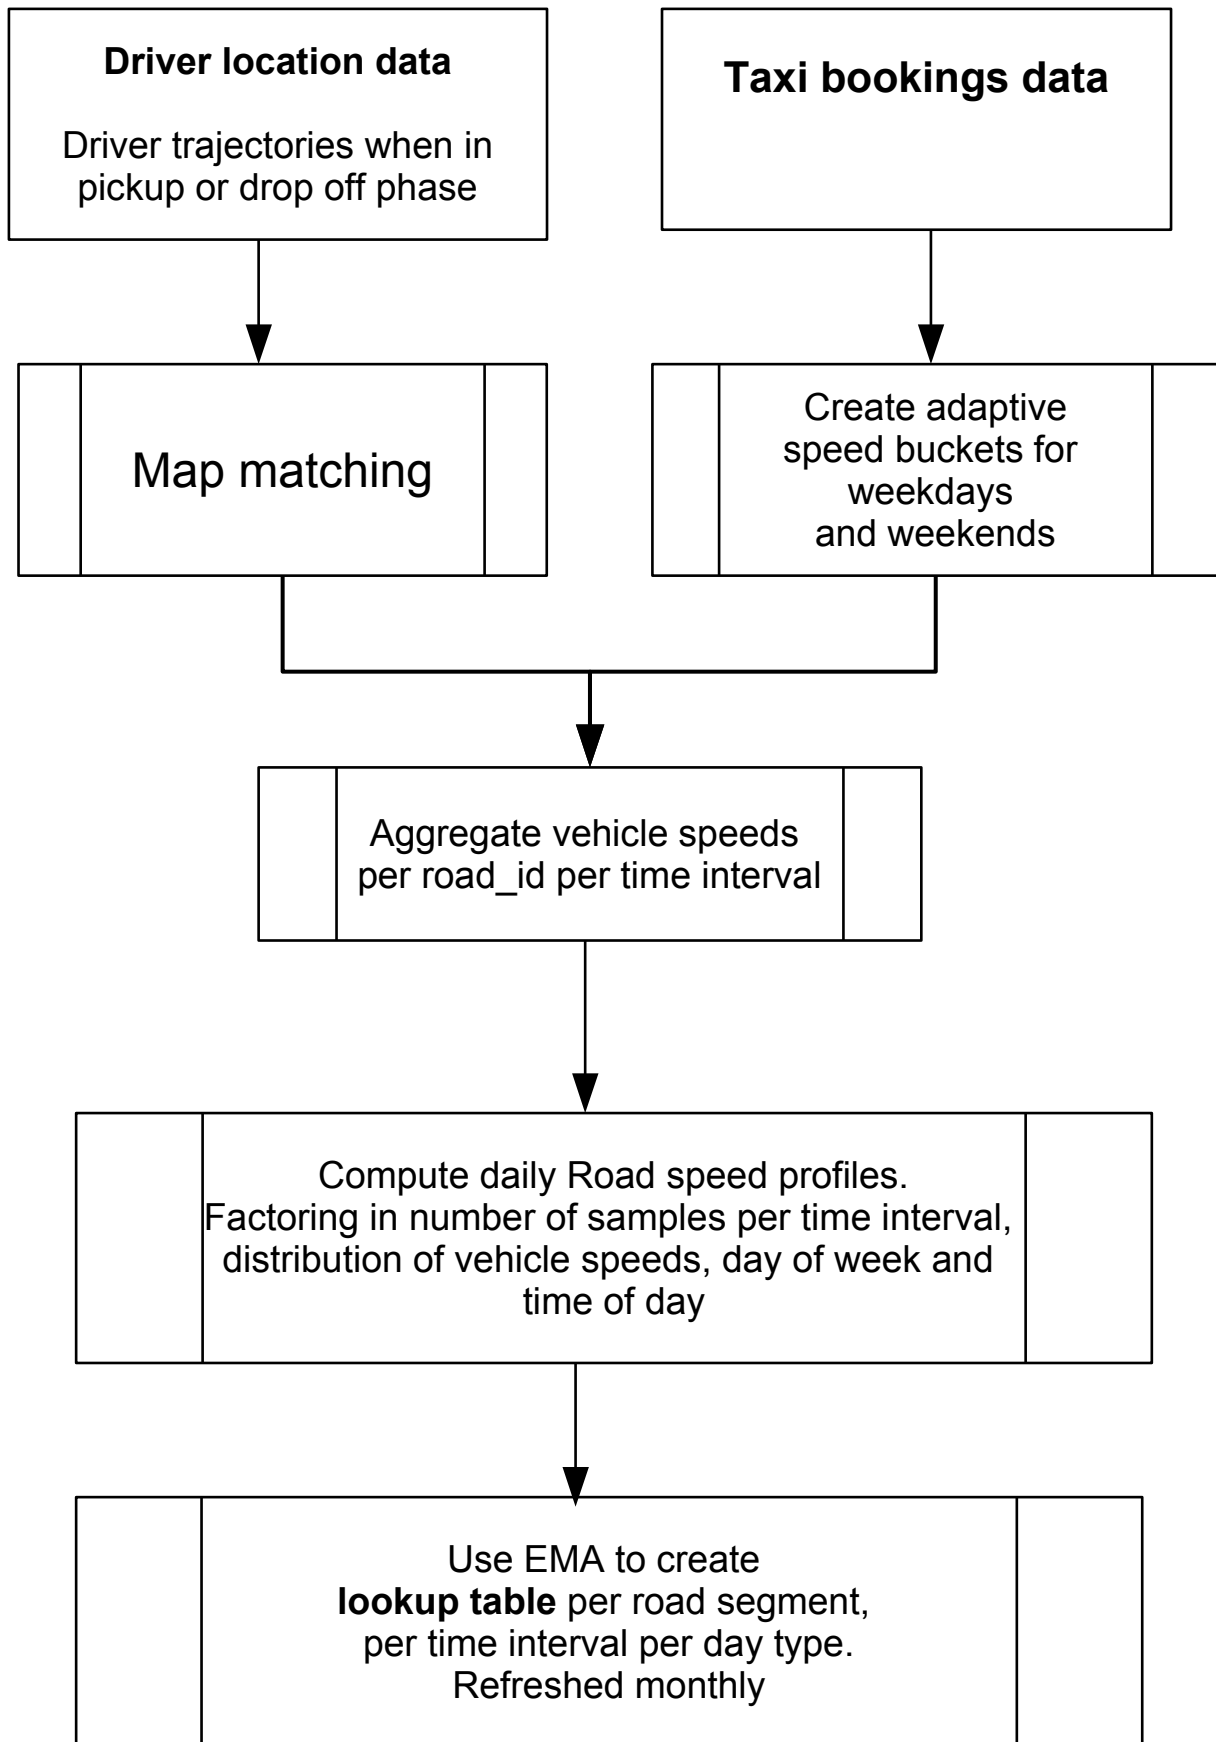 Driver location data
Driver trajectories when in
pickup or drop off phase
Taxi bookings data
Map matching
Create adaptive
speed buckets for
weekdays
and weekends
Aggregate vehicle speeds
per road_id per time interval
Compute daily Road speed profiles.
Factoring in number of samples per time interval,
distribution of vehicle speeds, day of week and
time of day
Use EMA to create
lookup table per road segment,
per time interval per day type.
Refreshed monthly